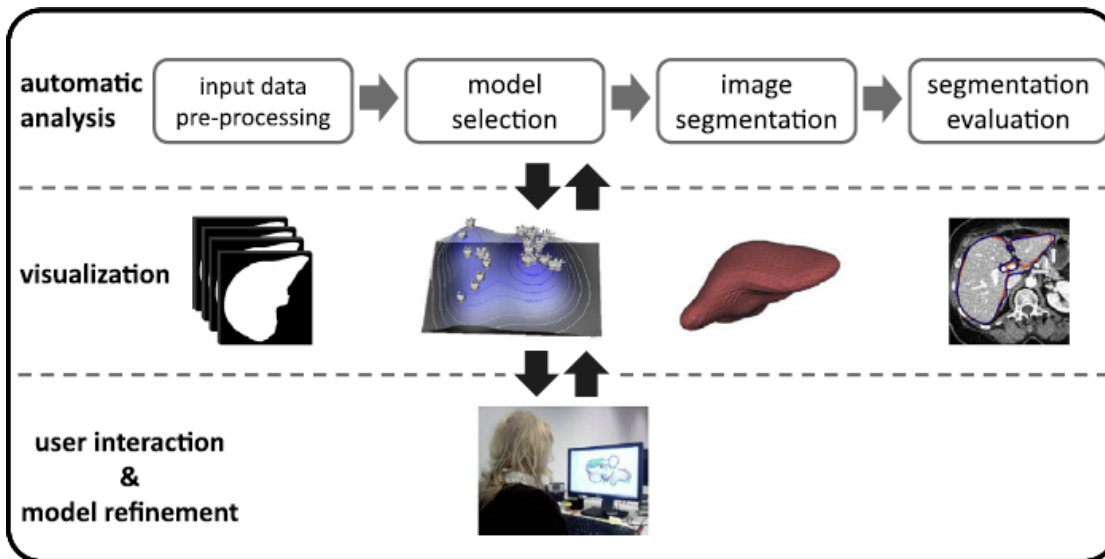 automatic
analysis
input data
pre-processing
model
selection
image
segmentation
segmentation
evaluation
visualization
user interaction
&
model refinement